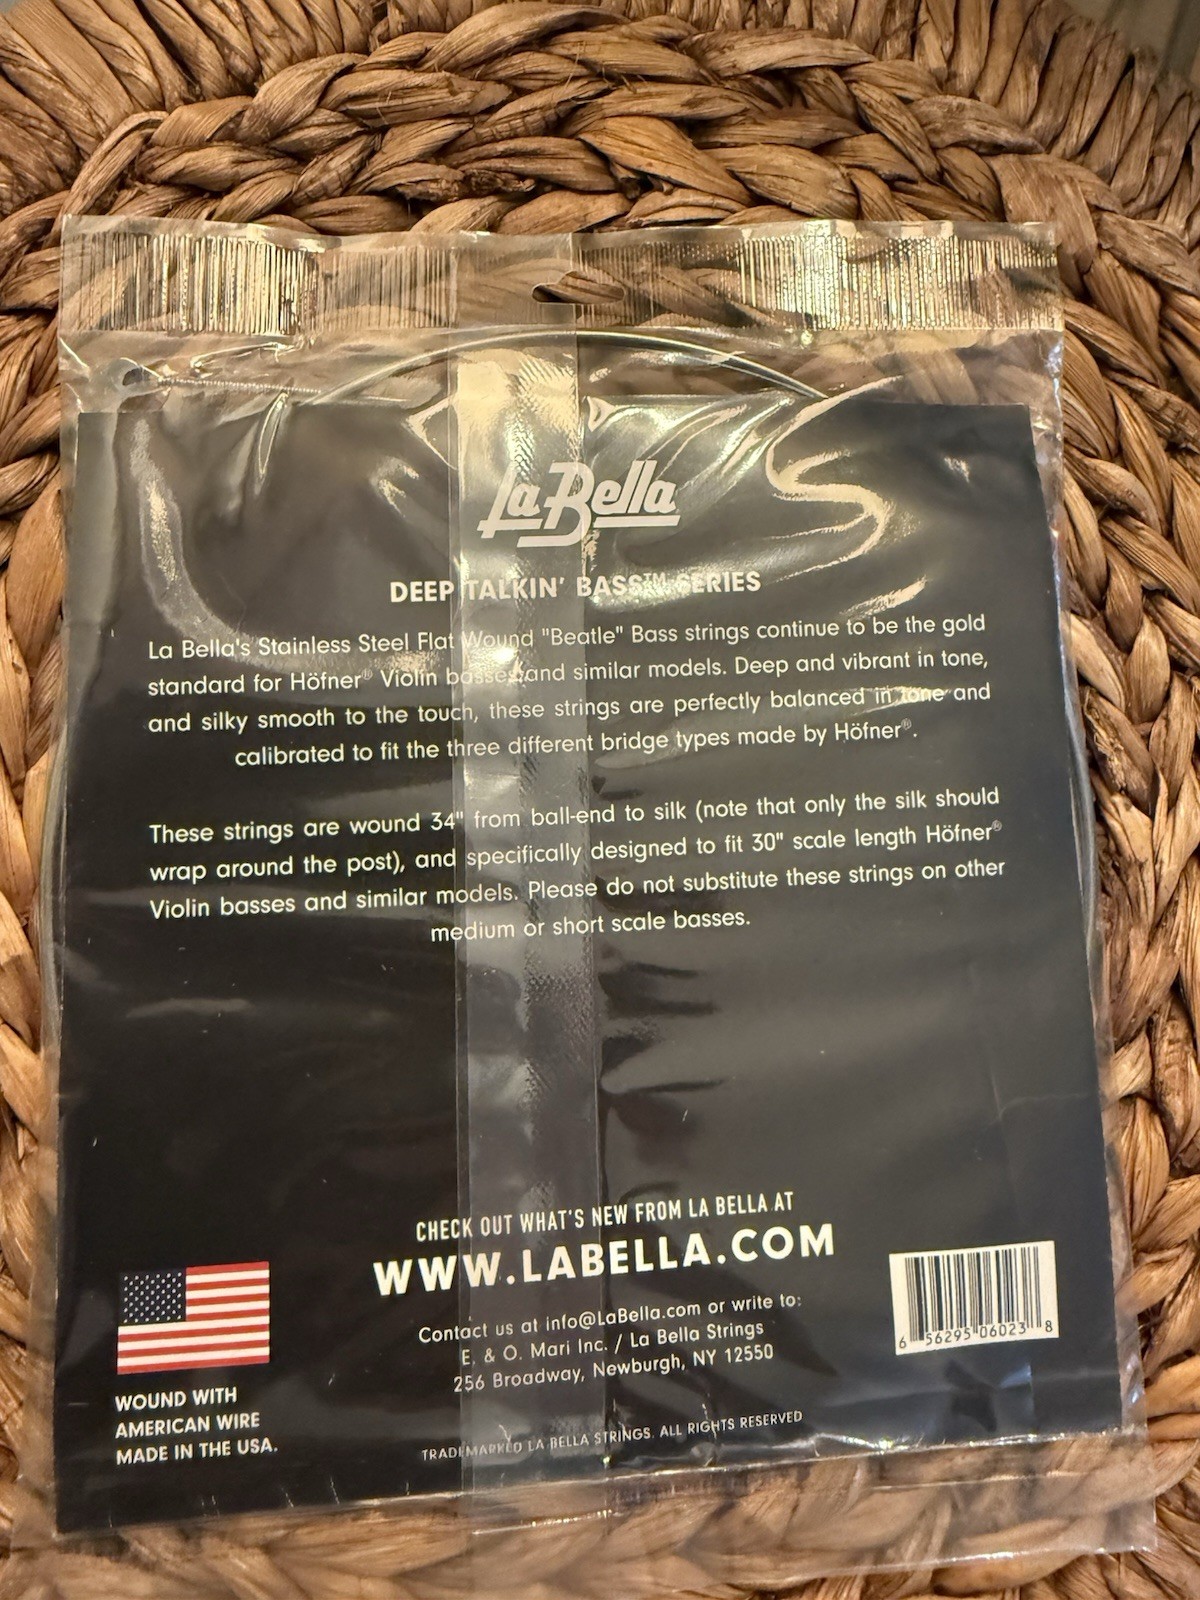 La Bella
DEEP TALKIN' BASS™ SERIES
La Bella's Stainless Steel Flat Wound "Beatle" Bass strings continue to be the gold
standard for Höfner® Violin basses and similar models. Deep and vibrant in tone,
and silky smooth to the touch, these strings are perfectly balanced in tone and
calibrated to fit the three different bridge types made by Höfner®.
These strings are wound 34" from ball-end to silk (note that only the silk should
wrap around the post), and specifically designed to fit 30" scale length Höfner®
Violin basses and similar models. Please do not substitute these strings on other
medium or short scale basses.
CHECK OUT WHAT'S NEW FROM LA BELLA AT
WWW.LABELLA.COM
Contact us at info@LaBella.com or write to:
E. & O. Mari Inc. / La Bella Strings
256 Broadway, Newburgh, NY 12550
TRADEMARKED LA BELLA STRINGS. ALL RIGHTS RESERVED
WOUND WITH
AMERICAN WIRE
MADE IN THE USA.
6 56295 06023 8